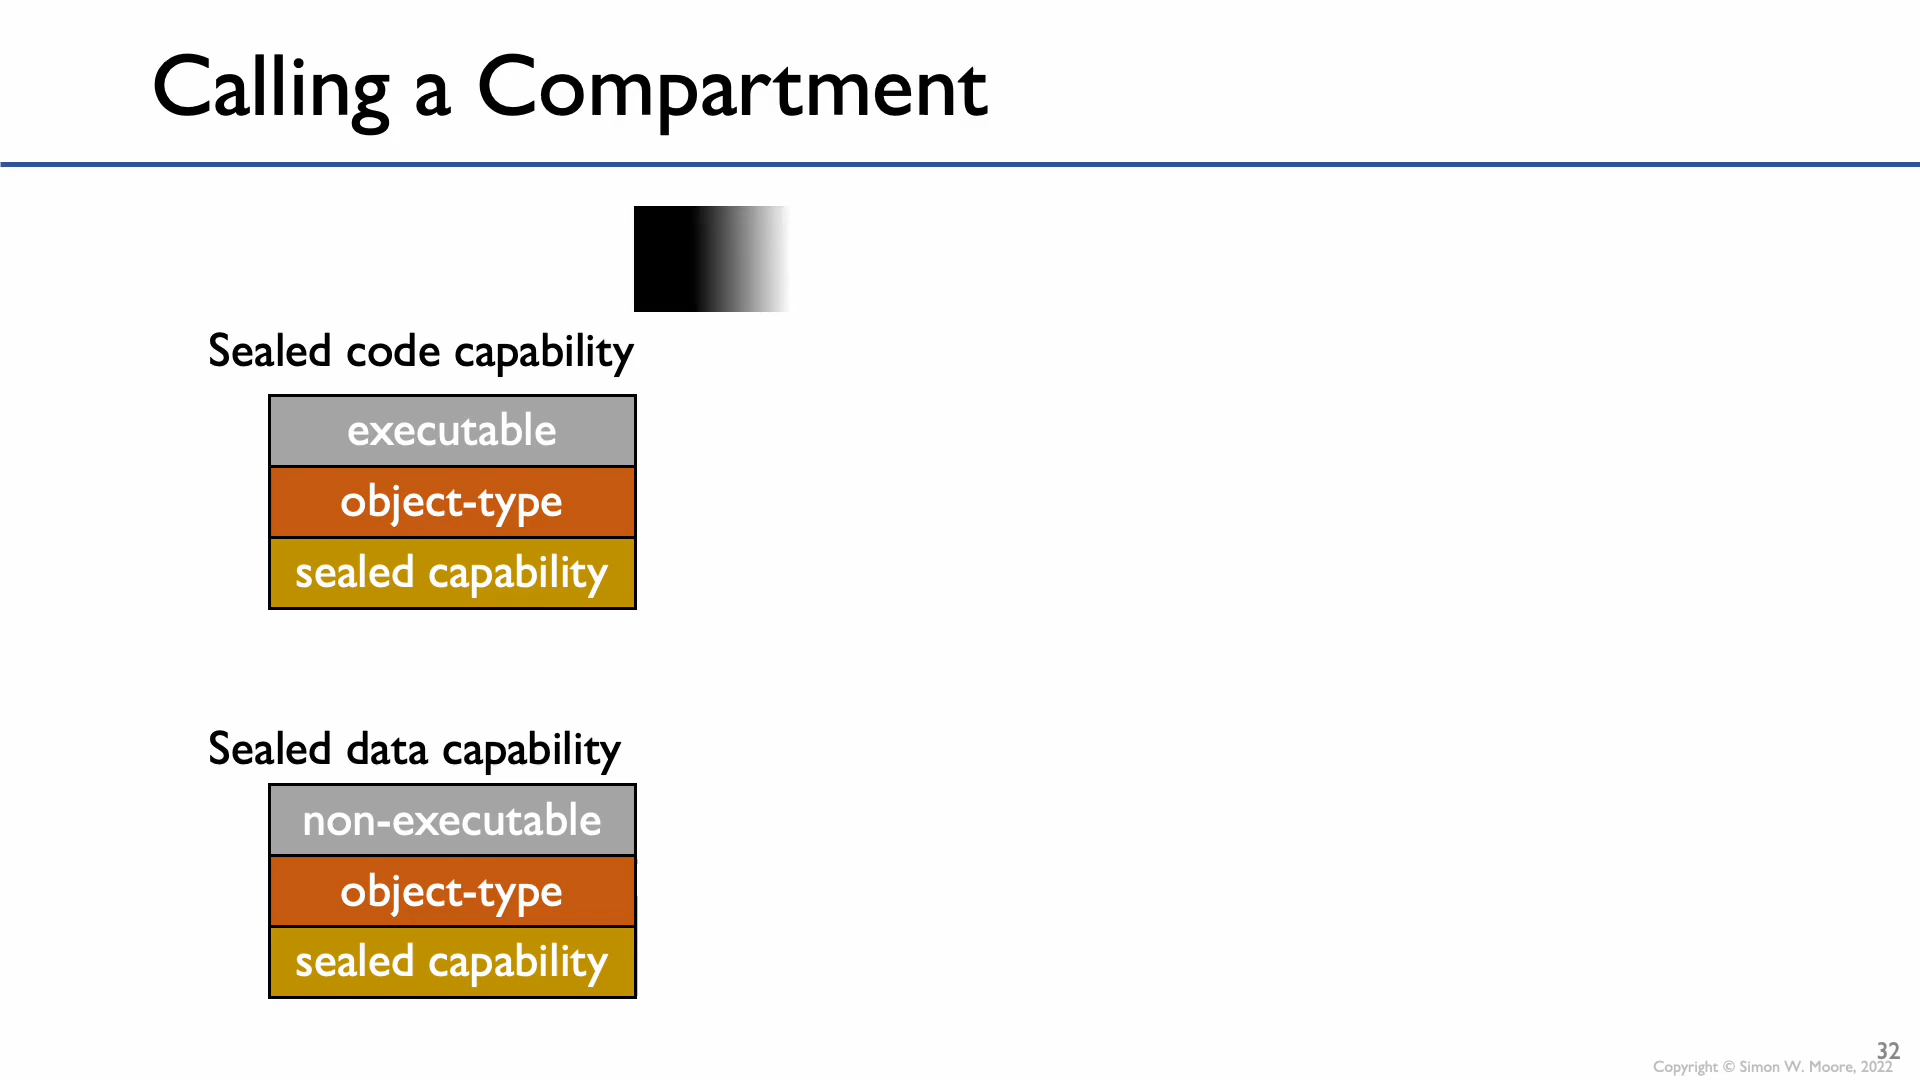 Calling a Compartment
Sealed code capability
executable
object-type
sealed capability
Sealed data capability
non-executable
object-type
sealed capability
32
Copyright © Simon W. Moore, 2022